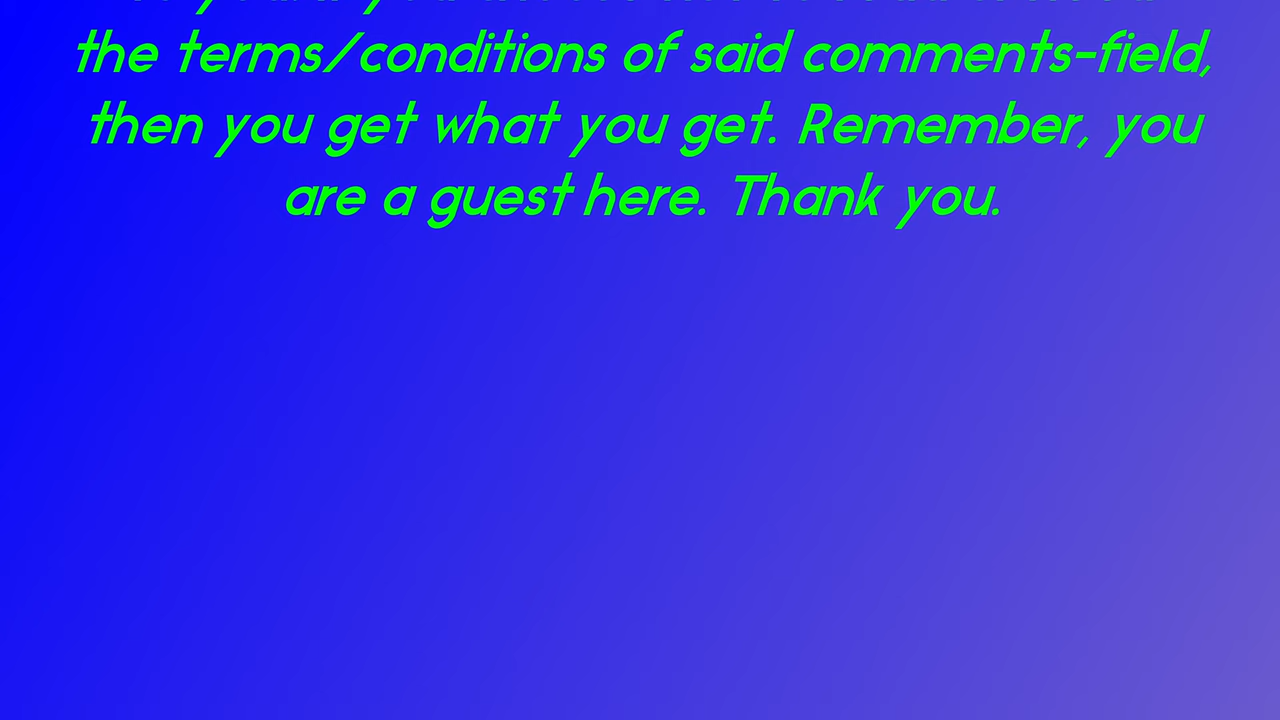 the terms/conditions of said comments-field,
then you get what you get. Remember, you
are a guest here. Thank you.